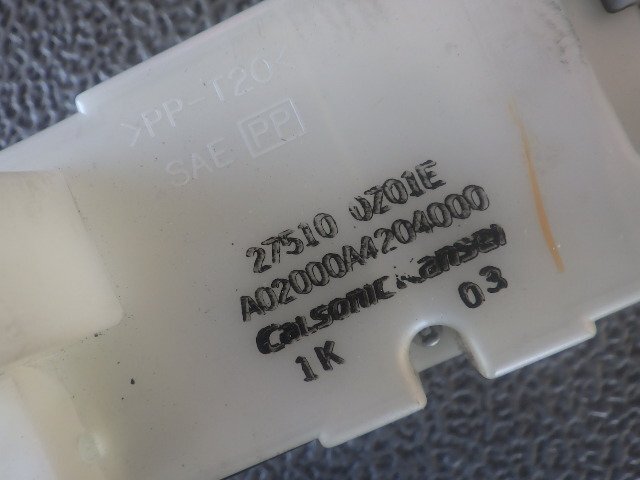 >PP-T20<
SAE PP
27510 0Z01E
A02000A4204000
Calsonic Kansei
03
1K